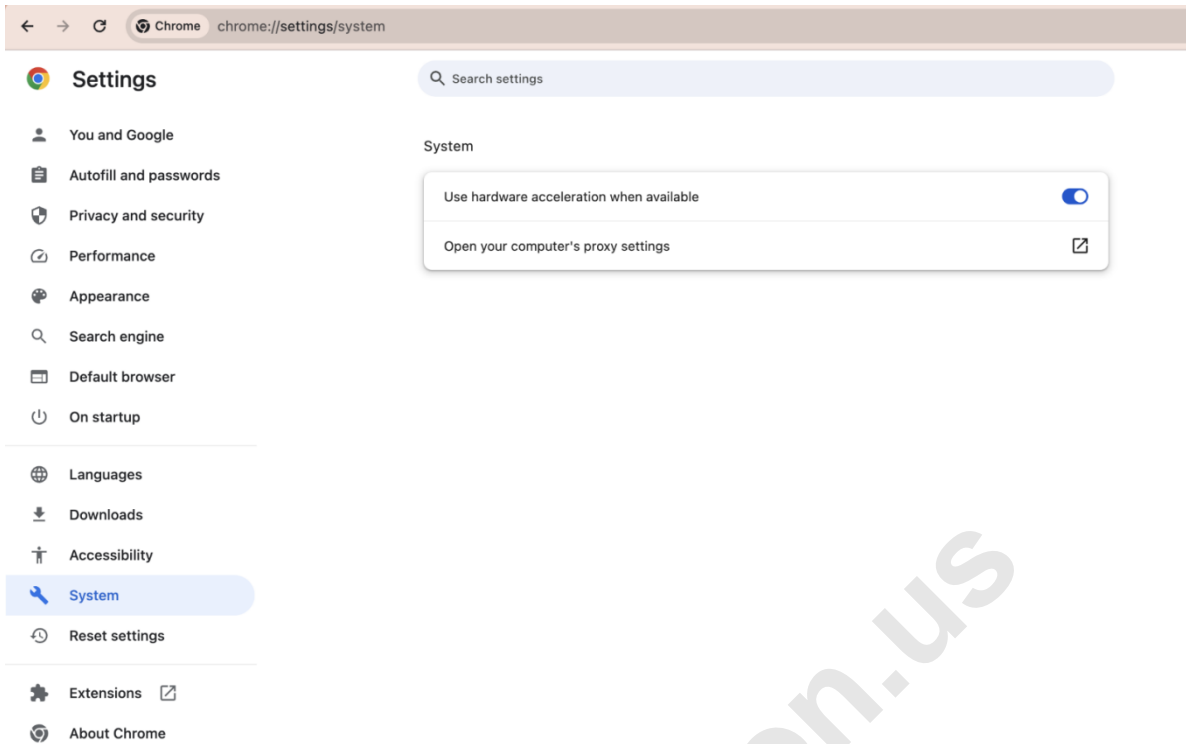 Chrome chrome://settings/system
Settings
Search settings
You and Google
Autofill and passwords
Privacy and security
Performance
Appearance
Search engine
Default browser
On startup
Languages
Downloads
Accessibility
System
Reset settings
Extensions
About Chrome
System
Use hardware acceleration when available
Open your computer's proxy settings
n.us